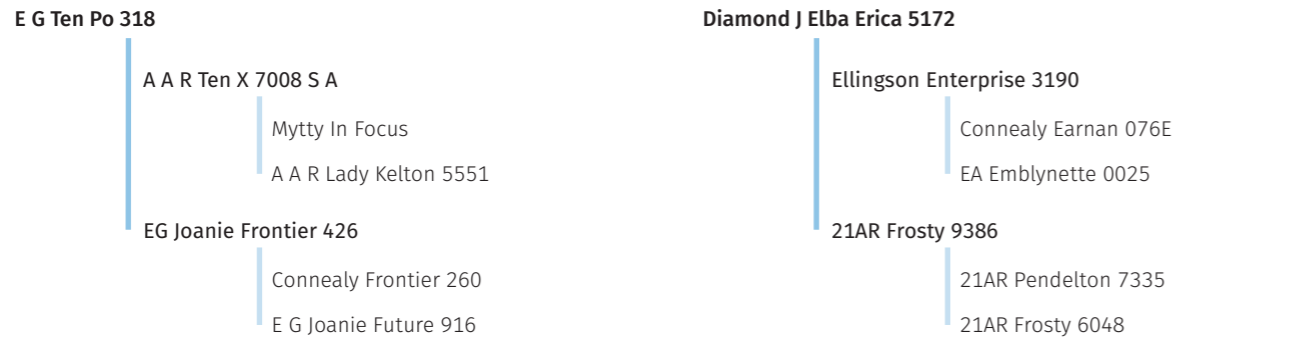 E G Ten Po 318
A A R Ten X 7008 S A
Mytty In Focus
A A R Lady Kelton 5551
EG Joanie Frontier 426
Connealy Frontier 260
E G Joanie Future 916
Diamond J Elba Erica 5172
Ellingson Enterprise 3190
Connealy Earnan 076E
EA Emblynette 0025
21AR Frosty 9386
21AR Pendelton 7335
21AR Frosty 6048